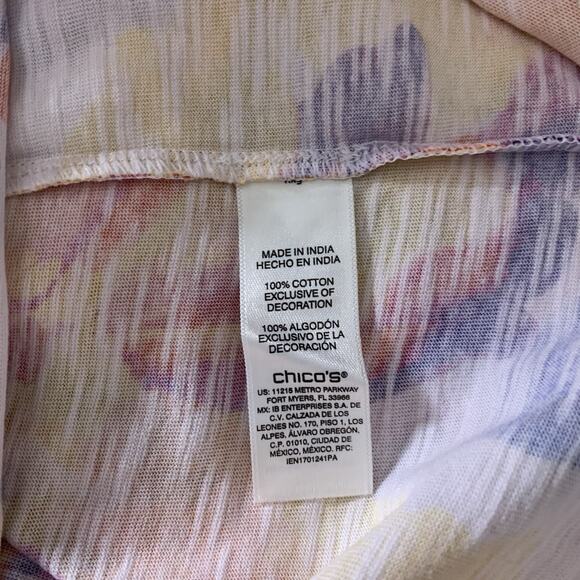 MADE IN INDIA
HECHO EN INDIA
100% COTTON
EXCLUSIVE OF
DECORATION
100% ALGODÓN
EXCLUSIVO DE LA
DECORACIÓN
chico's®
US: 11215 METRO PARKWAY
FORT MYERS, FL 33966
MX: IB ENTERPRISES S.A. DE
C.V. CALZADA DE LOS
LEONES NO. 170, PISO 1, LOS
ALPES, ÁLVARO OBREGÓN,
C.P. 01010, CIUDAD DE
MÉXICO, MÉXICO. RFC:
IEN1701241PA